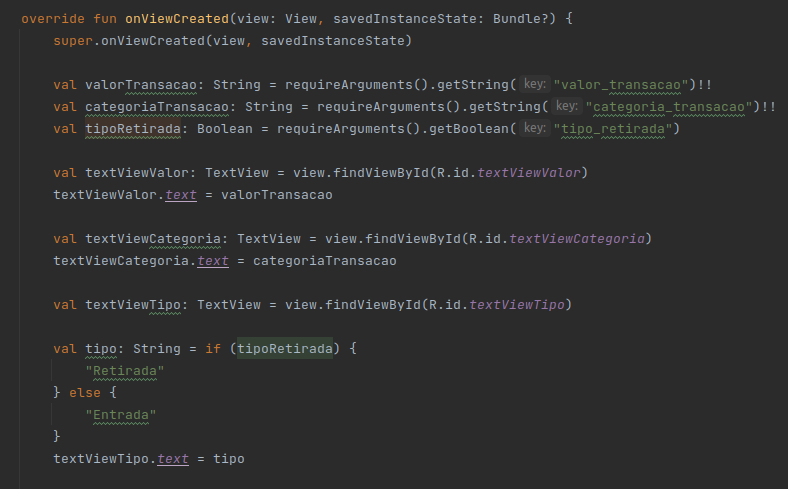 override fun onViewCreated(view: View, savedInstanceState: Bundle?) {
super.onViewCreated(view, savedInstanceState)
val valorTransacao: String = requireArguments().getString( key: "valor_transacao")!!
val categoriaTransacao: String = requireArguments().getString( key: "categoria_transacao")!!
val tipoRetirada: Boolean = requireArguments().getBoolean( key: "tipo_retirada")
val textViewValor: TextView = view.findViewById(R.id.textViewValor)
textViewValor.text = valorTransacao
val textViewCategoria: TextView = view.findViewById(R.id.textViewCategoria)
textViewCategoria.text = categoriaTransacao
val textViewTipo: TextView = view.findViewById(R.id.textViewTipo)
val tipo: String = if (tipoRetirada) {
"Retirada"
} else {
"Entrada"
}
textViewTipo.text = tipo